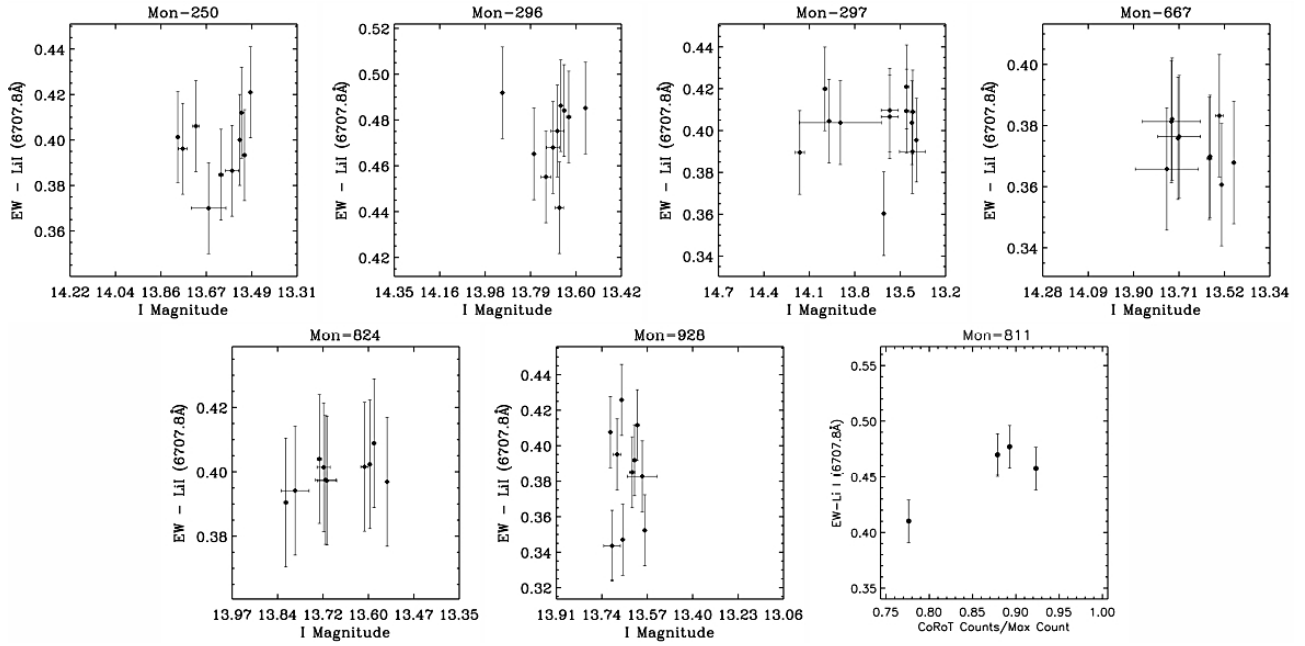 Mon-250
EW - LiI (6707.8Å)
0.44
0.42
0.40
0.38
0.36
14.22 14.04 13.86 13.67 13.49 13.31
I Magnitude
Mon-296
EW - LiI (6707.8Å)
0.52
0.50
0.48
0.46
0.44
0.42
14.35 14.16 13.98 13.79 13.60 13.42
I Magnitude
Mon-297
EW - LiI (6707.8Å)
0.44
0.42
0.40
0.38
0.36
0.34
14.7 14.4 14.1 13.8 13.5 13.2
I Magnitude
Mon-667
EW - LiI (6707.8Å)
0.40
0.38
0.36
0.34
14.28 14.09 13.90 13.71 13.52 13.34
I Magnitude
Mon-824
EW - LiI (6707.8Å)
0.42
0.40
0.38
13.97 13.84 13.72 13.60 13.47 13.35
I Magnitude
Mon-928
EW - LiI (6707.8Å)
0.44
0.42
0.40
0.38
0.36
0.34
0.32
13.91 13.74 13.57 13.40 13.23 13.06
I Magnitude
Mon-811
EW-Li I (6707.8Å)
0.55
0.50
0.45
0.40
0.35
0.75 0.80 0.85 0.90 0.95 1.00
CoRoT Counts/Max Count